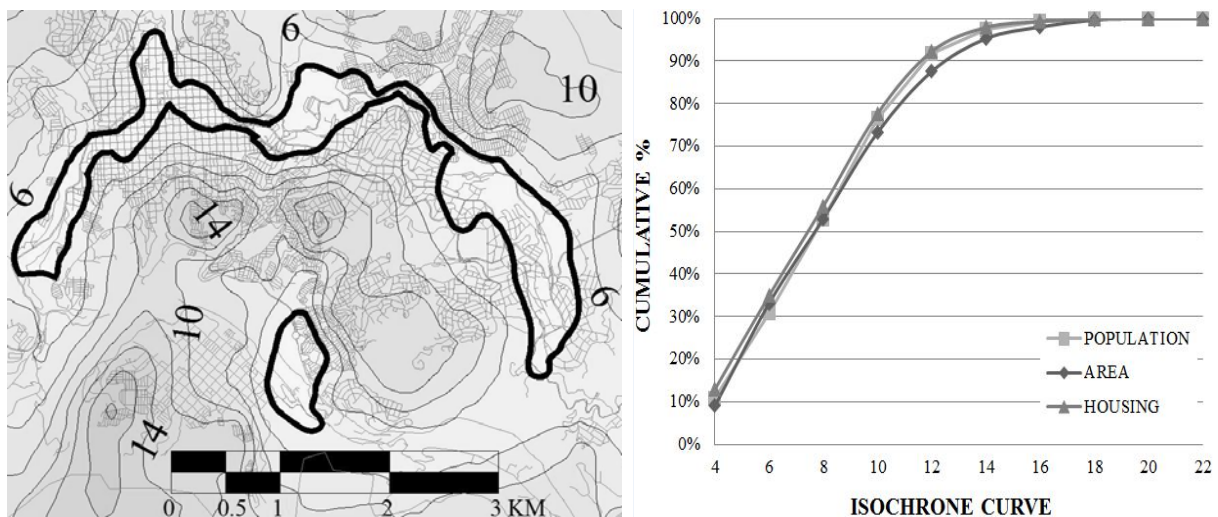 6
10
6
14
6
10
14
0 0.5 1 2 3 KM
100%
90%
80%
70%
60%
50%
40%
30%
20%
10%
0%
CUMULATIVE %
POPULATION
AREA
HOUSING
4 6 8 10 12 14 16 18 20 22
ISOCHRONE CURVE